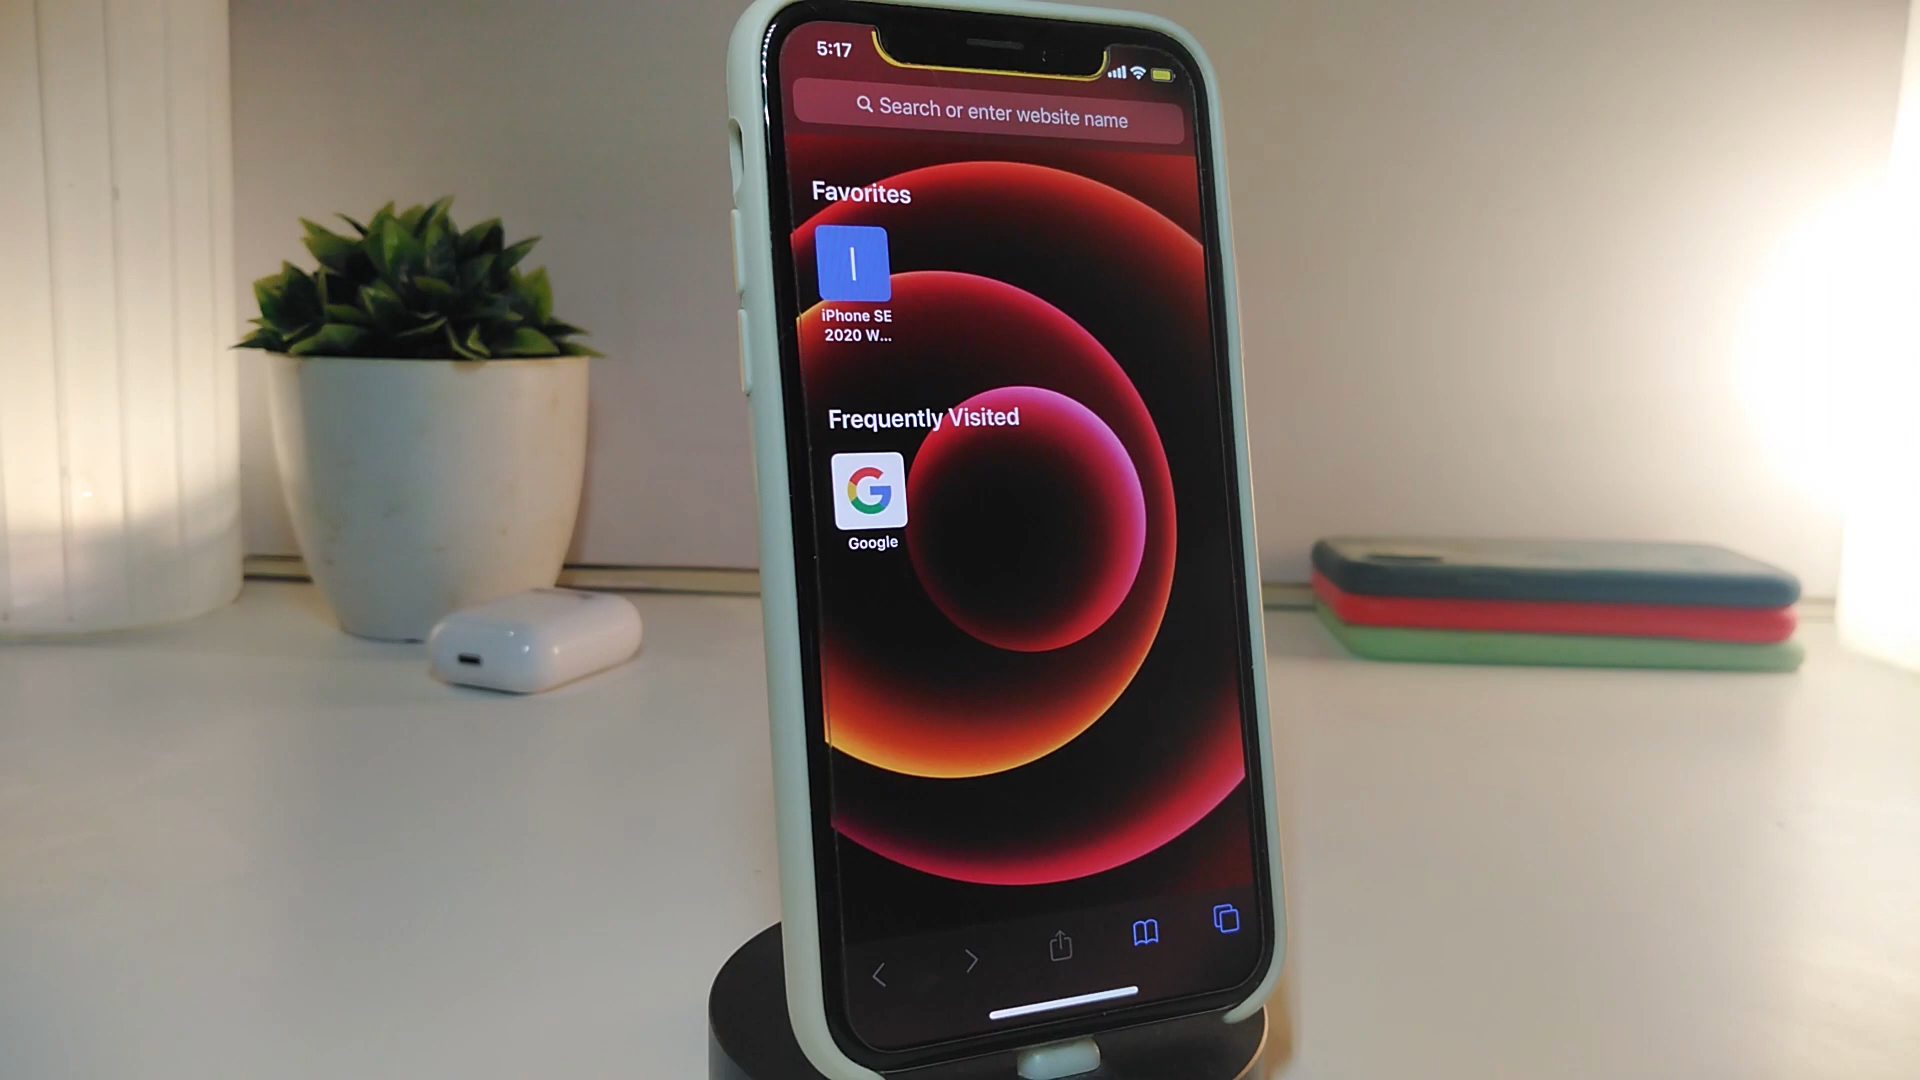 5:17
Search or enter website name
Favorites
I
iPhone SE
2020 W...
Frequently Visited
G
Google